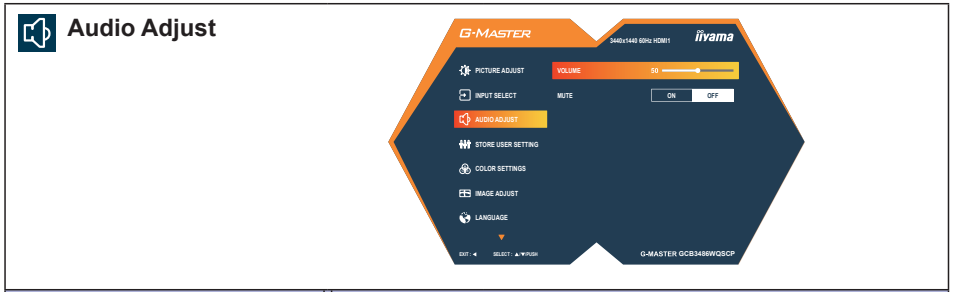 Audio Adjust
G-MASTER
3440x1440 60Hz HDMI1
iiyama
PICTURE ADJUST
VOLUME
50
INPUT SELECT
MUTE
ON
OFF
AUDIO ADJUST
STORE USER SETTING
COLOR SETTINGS
IMAGE ADJUST
LANGUAGE
EXIT : ◀ SELECT : ▲/▼/PUSH
G-MASTER GCB3486WQSCP